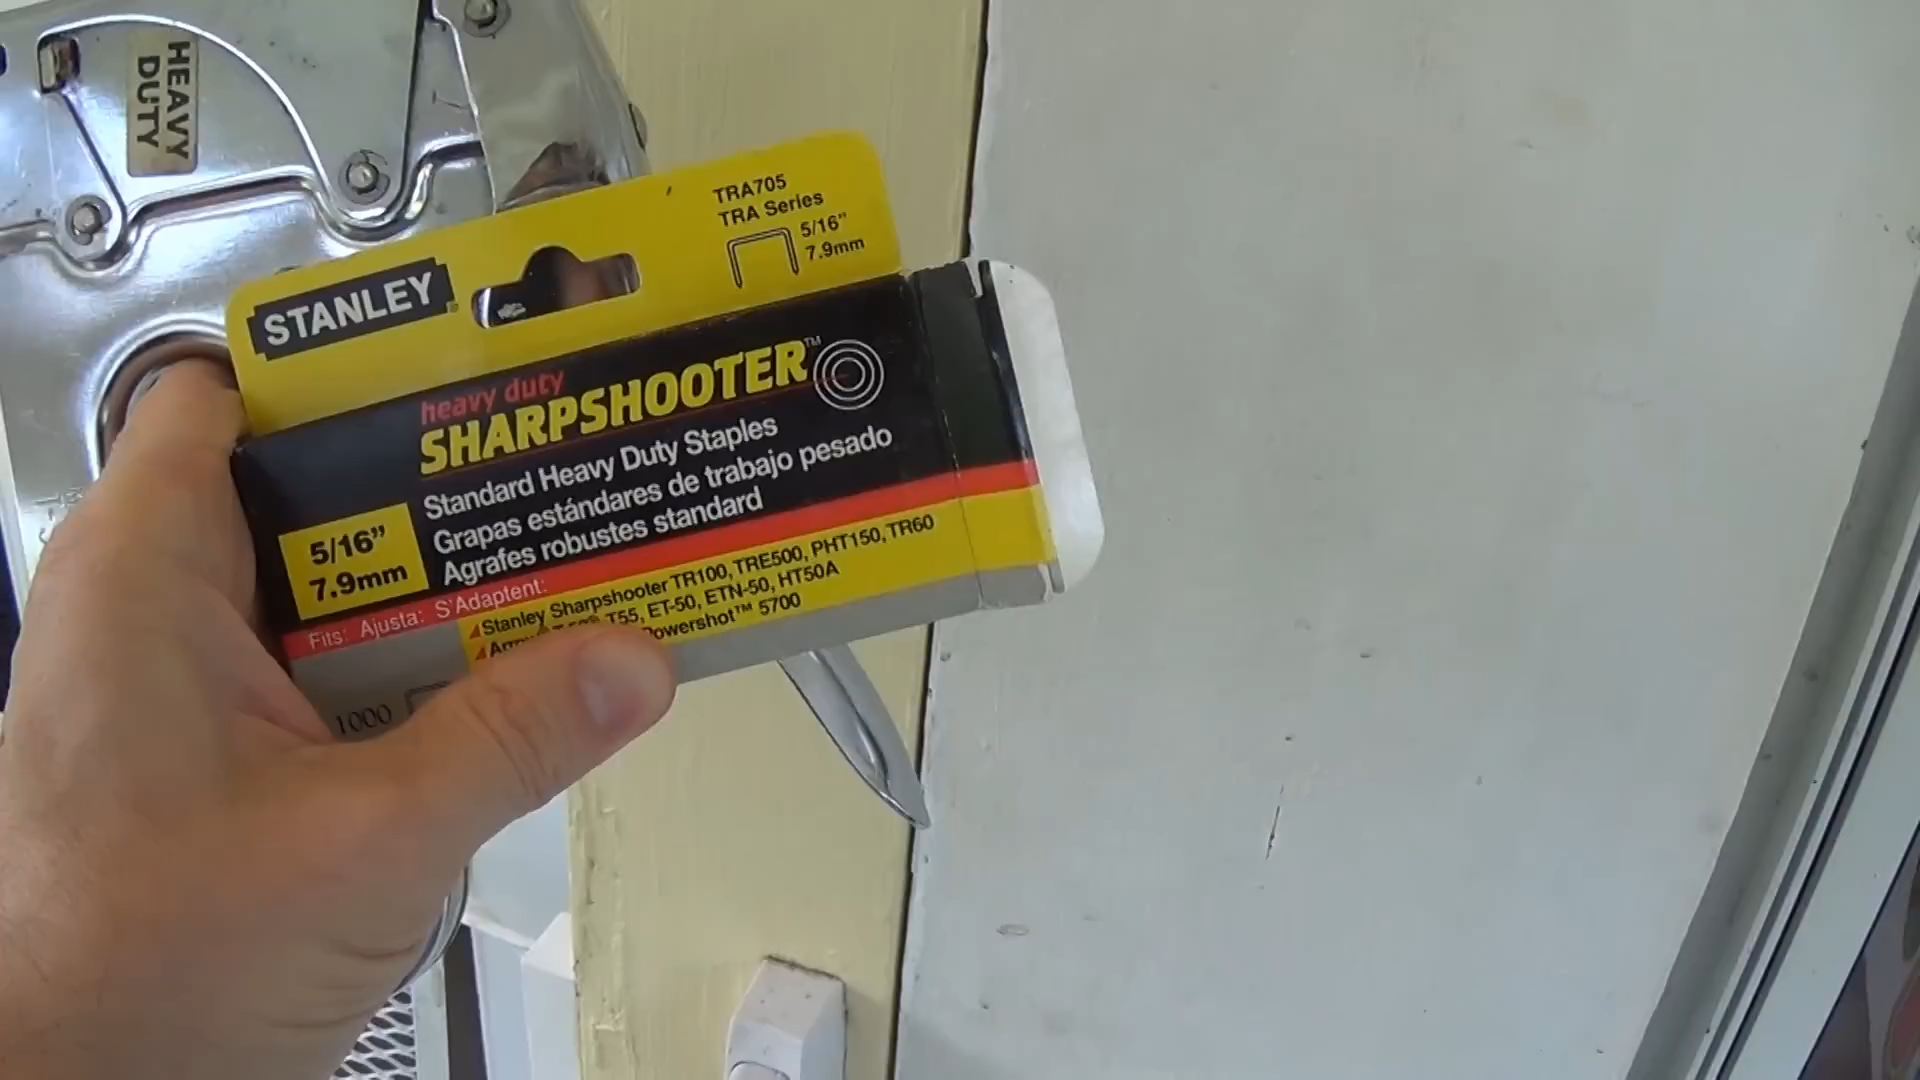 HEAVY
DUTY
TRA705
TRA Series
5/16"
7.9mm
STANLEY
heavy duty
SHARPSHOOTER™
Standard Heavy Duty Staples
Grapas estándares de trabajo pesado
Agrafes robustes standard
5/16”
7.9mm
Fits: Ajusta: S'Adaptent:
Stanley Sharpshooter TR100, TRE500, PHT150, TR60
T55, ET-50, ETN-50, HT50A
Powershot™ 5700
1000